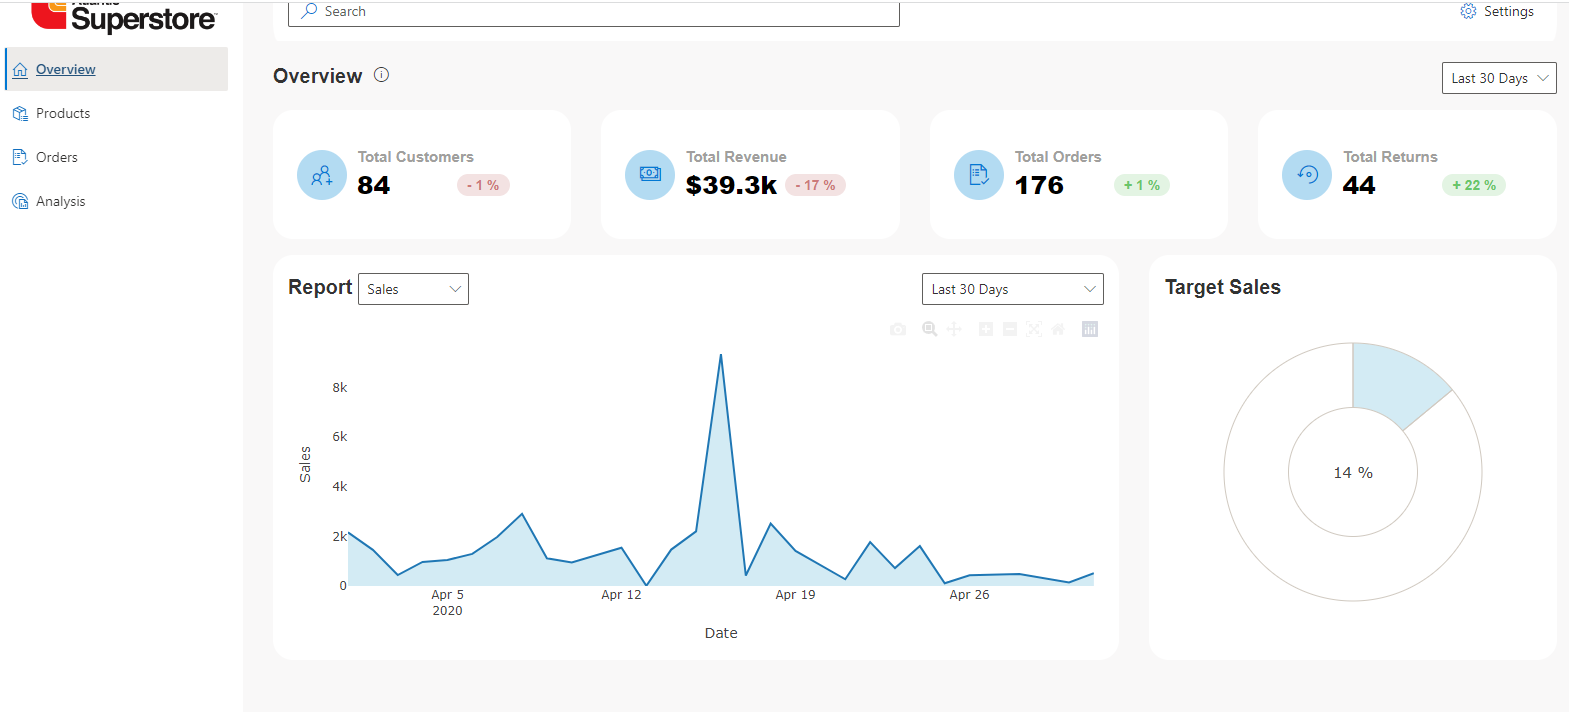 Superstore
Search
Settings
Overview
Products
Orders
Analysis
Overview
Last 30 Days
Total Customers
84
- 1 %
Total Revenue
$39.3k
- 17 %
Total Orders
176
+ 1 %
Total Returns
44
+ 22 %
Report
Sales
Last 30 Days
8k
6k
4k
2k
0
Sales
Apr 5
2020
Apr 12
Apr 19
Apr 26
Date
Target Sales
14 %